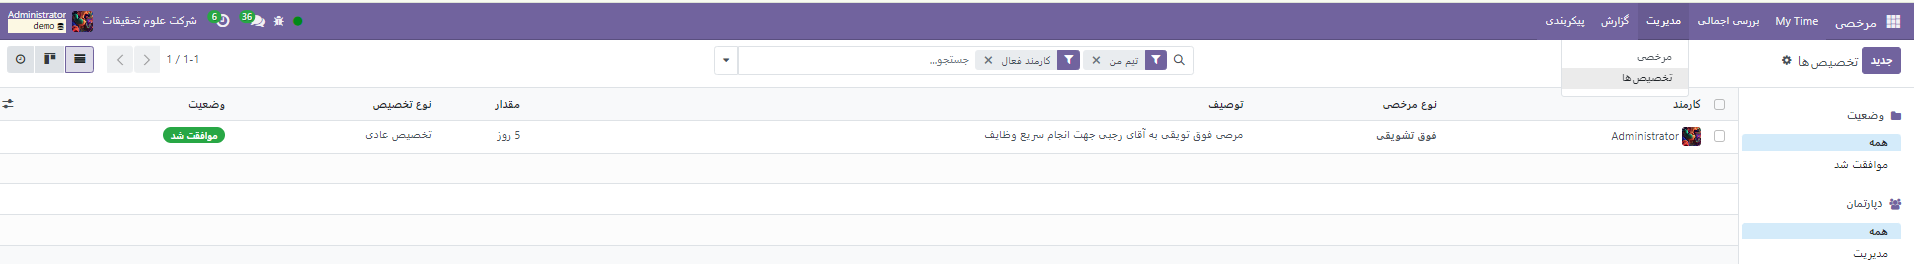 مرخصی My Time بررسی اجمالی مدیریت گزارش پیکربندی
36 6 شرکت علوم تحقیقات Administrator
demo
جدید تخصیص‌ها
مرخصی
تخصیص‌ها
تیم من کارمند فعال جستجو...
1 / 1-1
وضعیت
همه
موافقت شد
دپارتمان
همه
مدیریت
کارمند نوع مرخصی توصیف مقدار نوع تخصیص وضعیت
Administrator فوق تشویقی مرصی فوق تویقی به آقای رجبی جهت انجام سریع وظایف 5 روز تخصیص عادی موافقت شد